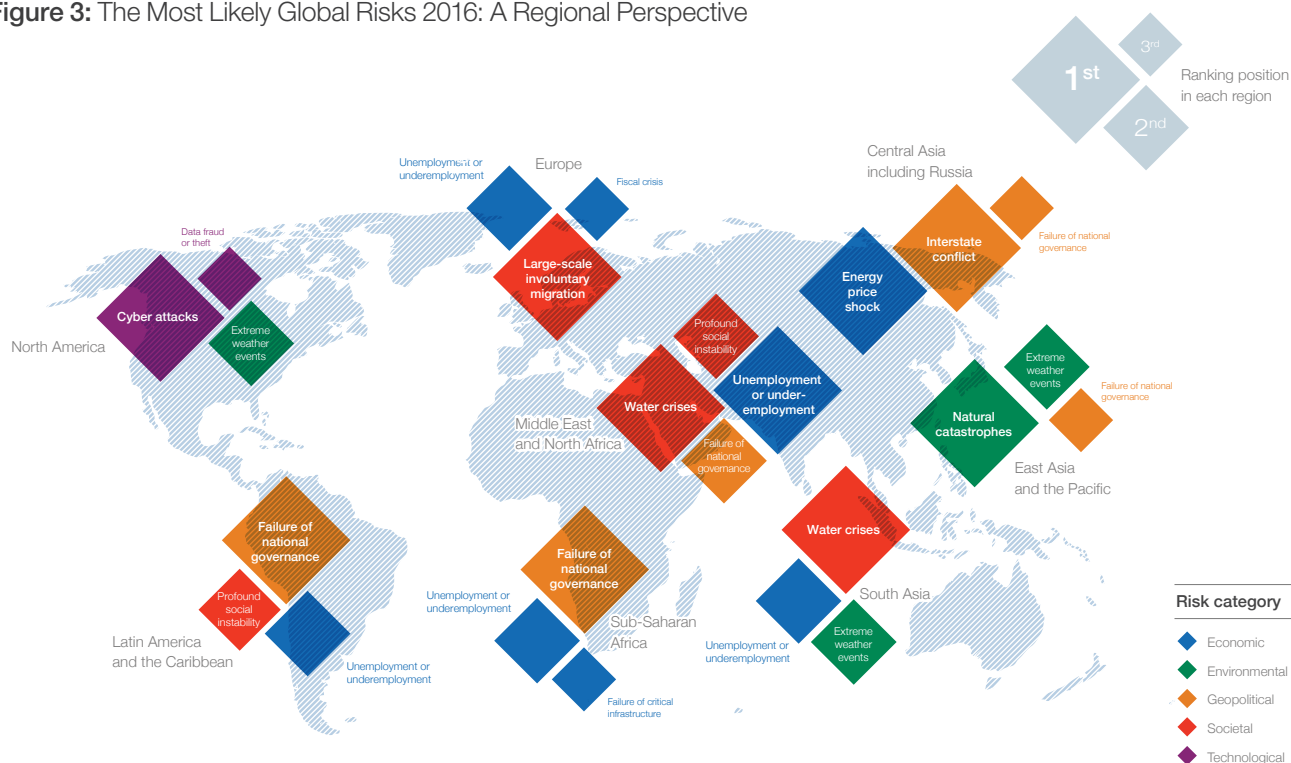 Figure 3: The Most Likely Global Risks 2016: A Regional Perspective
1st
3rd
2nd
Ranking position
in each region
Central Asia
including Russia
Interstate
conflict
Failure of national
governance
Energy
price
shock
Europe
Unemployment or
underemployment
Fiscal crisis
Large-scale
involuntary
migration
North America
Data fraud
or theft
Cyber attacks
Extreme
weather
events
Middle East
and North Africa
Profound
social
instability
Water crises
Unemployment
or under-
employment
Failure of
national
governance
East Asia
and the Pacific
Extreme
weather
events
Failure of national
governance
Natural
catastrophes
Latin America
and the Caribbean
Failure of
national
governance
Profound
social
instability
Unemployment or
underemployment
Sub-Saharan
Africa
Failure of
national
governance
Unemployment or
underemployment
Failure of critical
infrastructure
South Asia
Water crises
Unemployment or
underemployment
Extreme
weather
events
Risk category
Economic
Environmental
Geopolitical
Societal
Technological